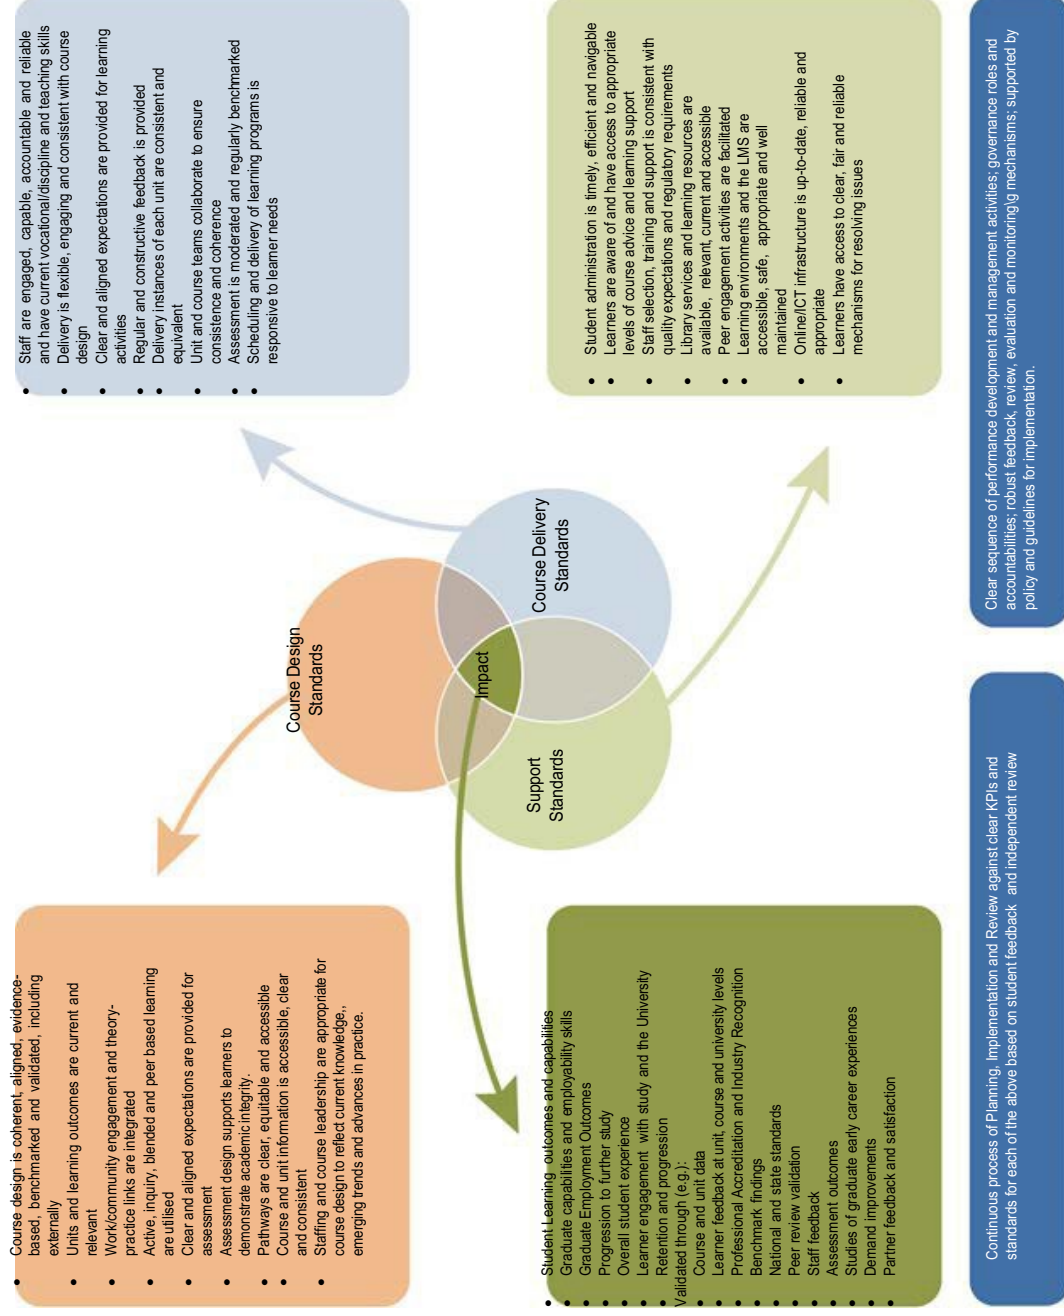 Course design is coherent, aligned, evidence-
based, benchmarked and validated, including
externally
Units and learning outcomes are current and
relevant
Work/community engagement and theory-
practice links are integrated
Active, inquiry, blended and peer based learning
are utilised
Clear and aligned expectations are provided for
assessment
Assessment design supports learners to
demonstrate academic integrity.
Pathways are clear, equitable and accessible
Course and unit information is accessible, clear
and consistent
Staffing and course leadership are appropriate for
course design to reflect current knowledge,,
emerging trends and advances in practice.
Course Design
Standards
Staff are engaged, capable, accountable and reliable
and have current vocational/discipline and teaching skills
Delivery is flexible, engaging and consistent with course
design
Clear and aligned expectations are provided for learning
activities
Regular and constructive feedback is provided
Delivery instances of each unit are consistent and
equivalent
Unit and course teams collaborate to ensure
consistence and coherence
Assessment is moderated and regularly benchmarked
Scheduling and delivery of learning programs is
responsive to learner needs
Impact
Support
Standards
Course Delivery
Standards
Student Learning outcomes and capabilities
Graduate capabilities and employability skills
Graduate Employment Outcomes
Progression to further study
Overall student experience
Learner engagement with study and the University
Retention and progression
Validated through (e.g.):
Course and unit data
Learner feedback at unit, course and university levels
Professional Accreditation and Industry Recognition
Benchmark findings
National and state standards
Peer review validation
Staff feedback
Assessment outcomes
Studies of graduate early career experiences
Demand improvements
Partner feedback and satisfaction
Student administration is timely, efficient and navigable
Learners are aware of and have access to appropriate
levels of course advice and learning support
Staff selection, training and support is consistent with
quality expectations and regulatory requirements
Library services and learning resources are
available, relevant, current and accessible
Peer engagement activities are facilitated
Learning environments and the LMS are
accessible, safe, appropriate and well
maintained
Online/ICT infrastructure is up-to-date, reliable and
appropriate
Learners have access to clear, fair and reliable
mechanisms for resolving issues
Continuous process of Planning, Implementation and Review against clear KPIs and
standards for each of the above based on student feedback and independent review
Clear sequence of performance development and management activities; governance roles and
accountabilities; robust feedback, review, evaluation and monitoring\g mechanisms; supported by
policy and guidelines for implementation.